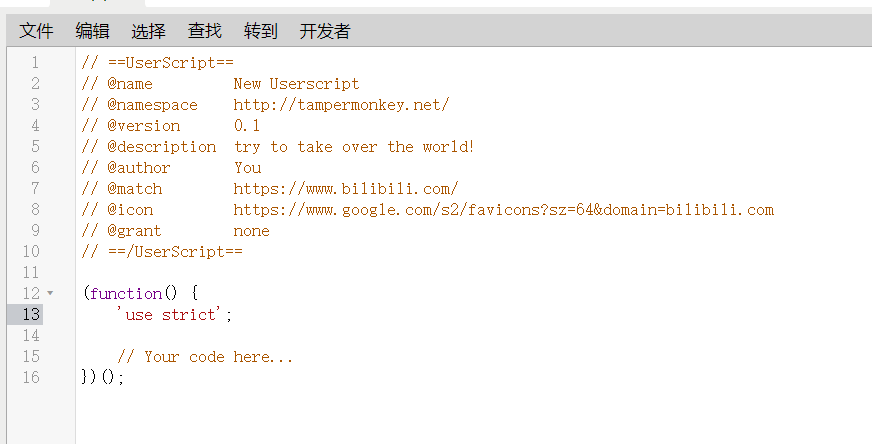 文件 编辑 选择 查找 转到 开发者
1 // ==UserScript==
2 // @name         New Userscript
3 // @namespace    http://tampermonkey.net/
4 // @version      0.1
5 // @description  try to take over the world!
6 // @author       You
7 // @match        https://www.bilibili.com/
8 // @icon         https://www.google.com/s2/favicons?sz=64&domain=bilibili.com
9 // @grant        none
10 // ==/UserScript==
11
12 (function() {
13     'use strict';
14
15     // Your code here...
16 })();